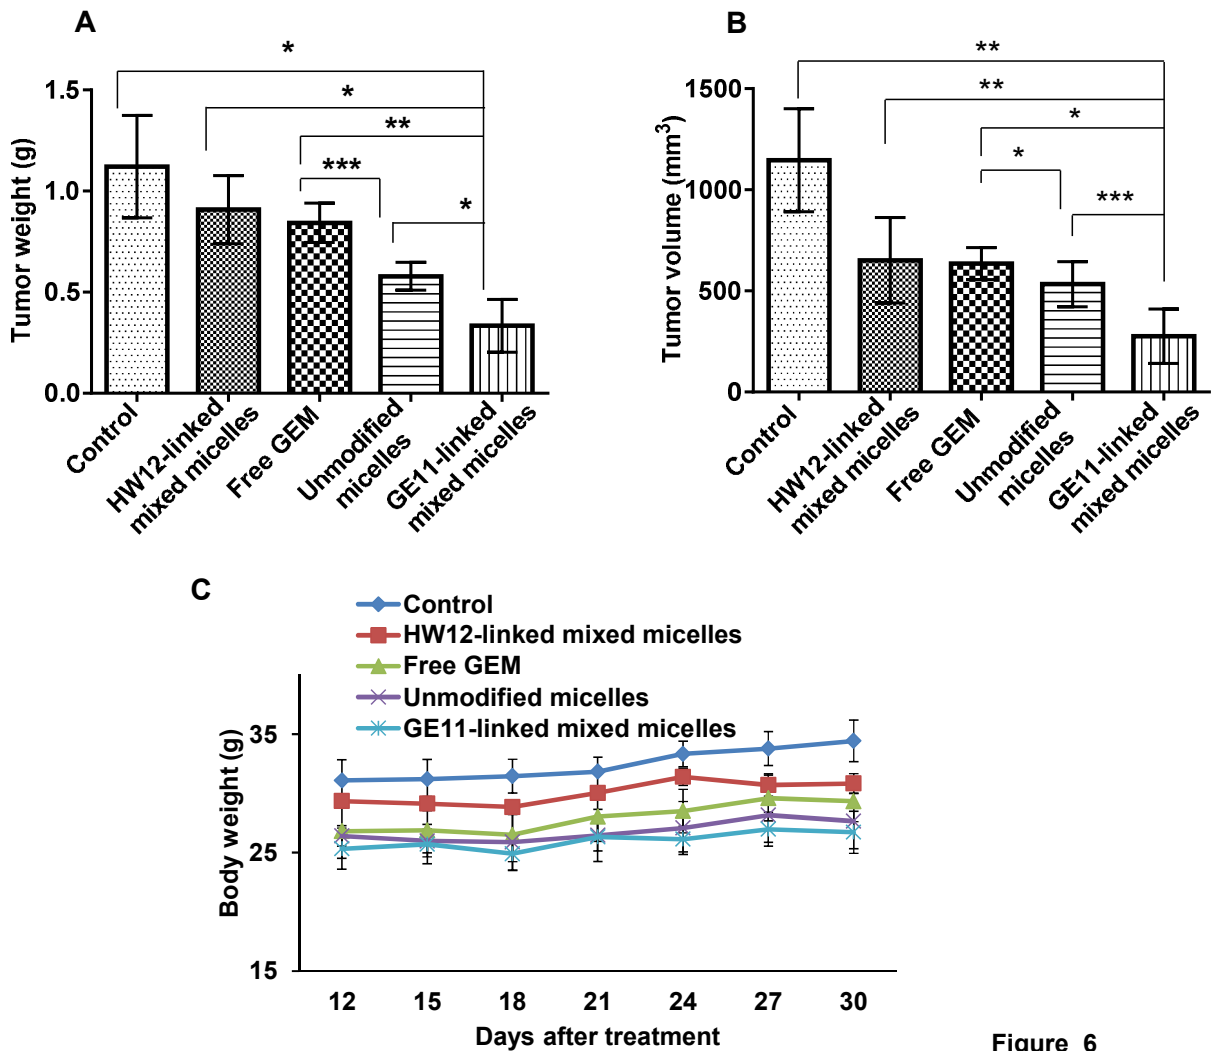 A
*
*
**
***
*
1.5
1.0
0.5
0.0
Tumor weight (g)
Control
HW12-linked
mixed micelles
Free GEM
Unmodified
micelles
GE11-linked
mixed micelles
B
**
**
*
*
***
1500
1000
500
0
Tumor volume (mm³)
Control
HW12-linked
mixed micelles
Free GEM
Unmodified
micelles
GE11-linked
mixed micelles
C
Control
HW12-linked mixed micelles
Free GEM
Unmodified micelles
GE11-linked mixed micelles
35
25
15
Body weight (g)
12 15 18 21 24 27 30
Days after treatment
Figure 6